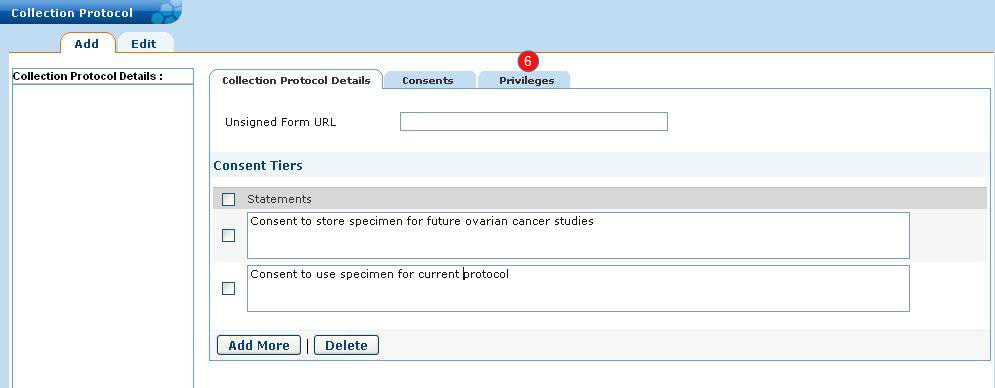 Collection Protocol
Add Edit
Collection Protocol Details :
6
Collection Protocol Details Consents Privileges
Unsigned Form URL
Consent Tiers
Statements
Consent to store specimen for future ovarian cancer studies
Consent to use specimen for current protocol
Add More | Delete